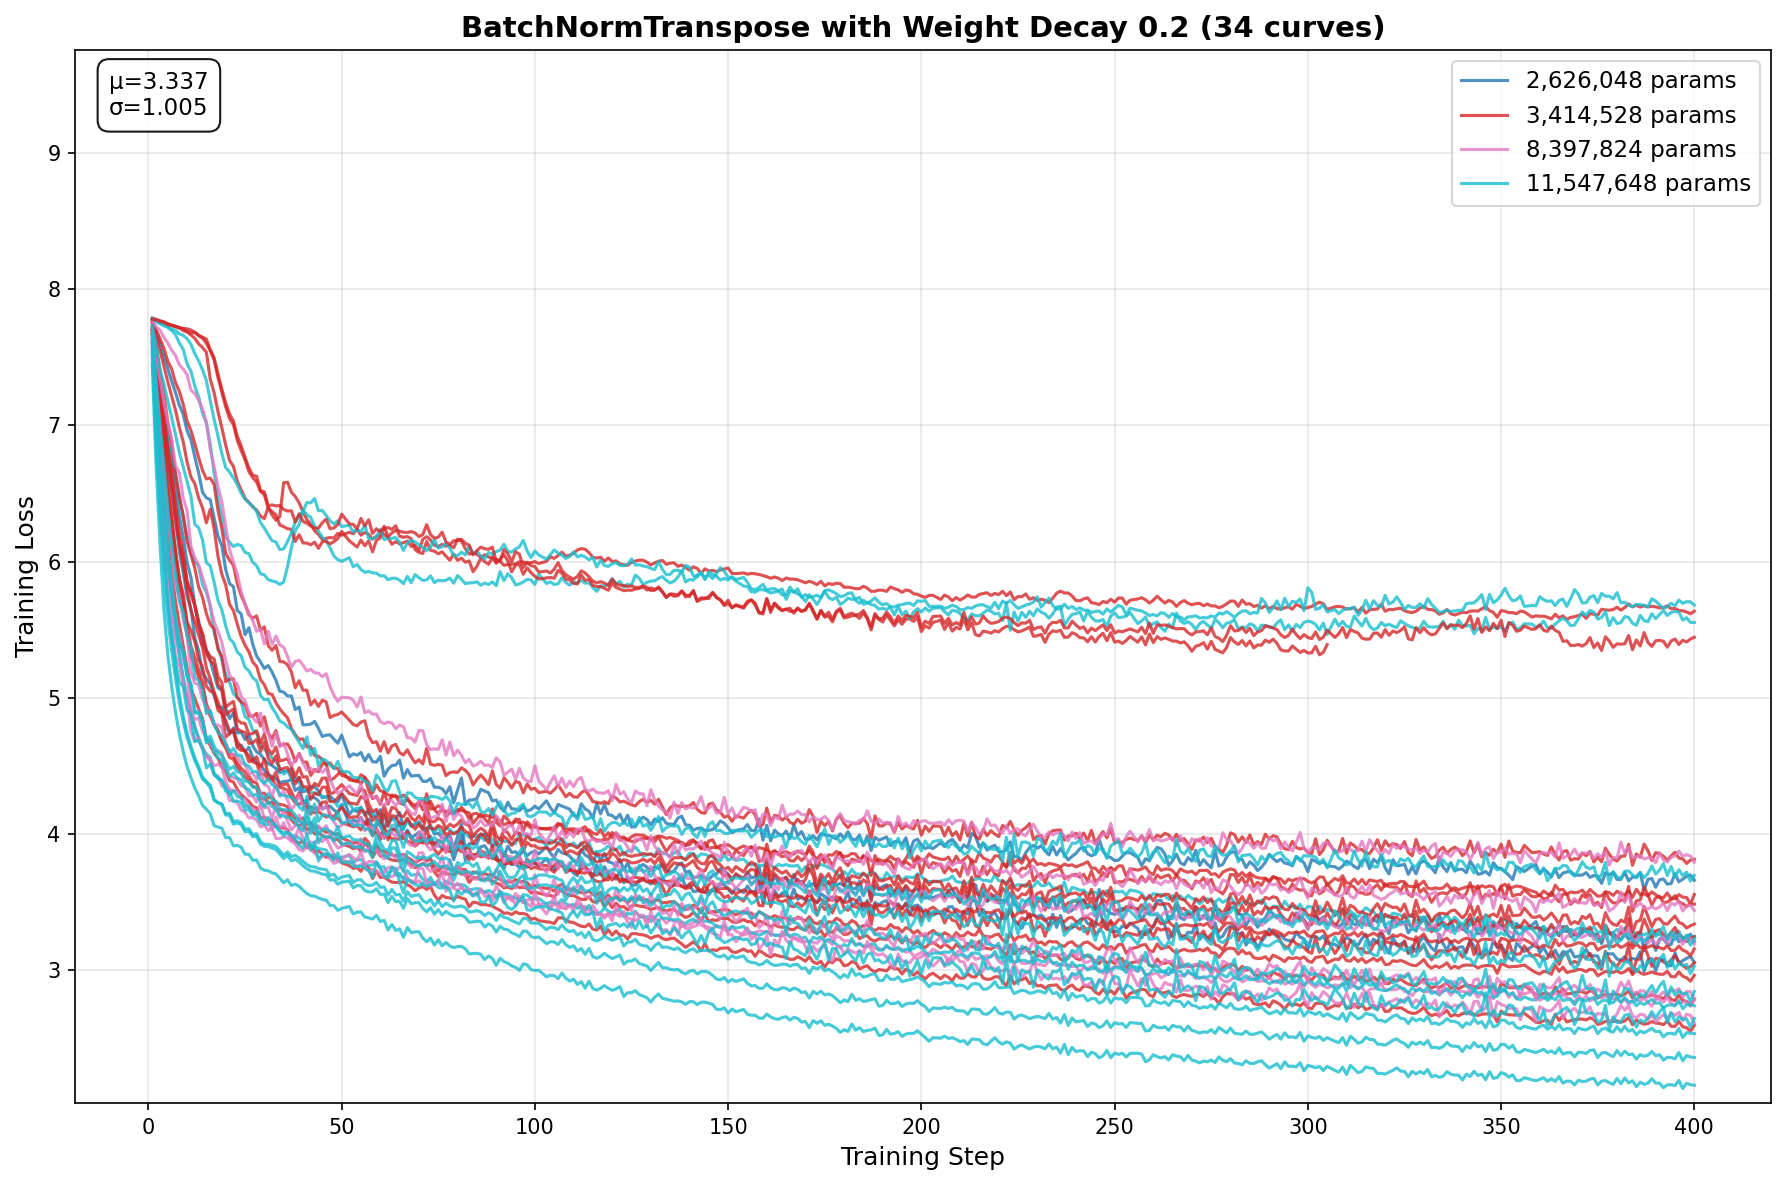 BatchNormTranspose with Weight Decay 0.2 (34 curves)
μ=3.337
σ=1.005
2,626,048 params
3,414,528 params
8,397,824 params
11,547,648 params
Training Loss
9
8
7
6
5
4
3
0 50 100 150 200 250 300 350 400
Training Step